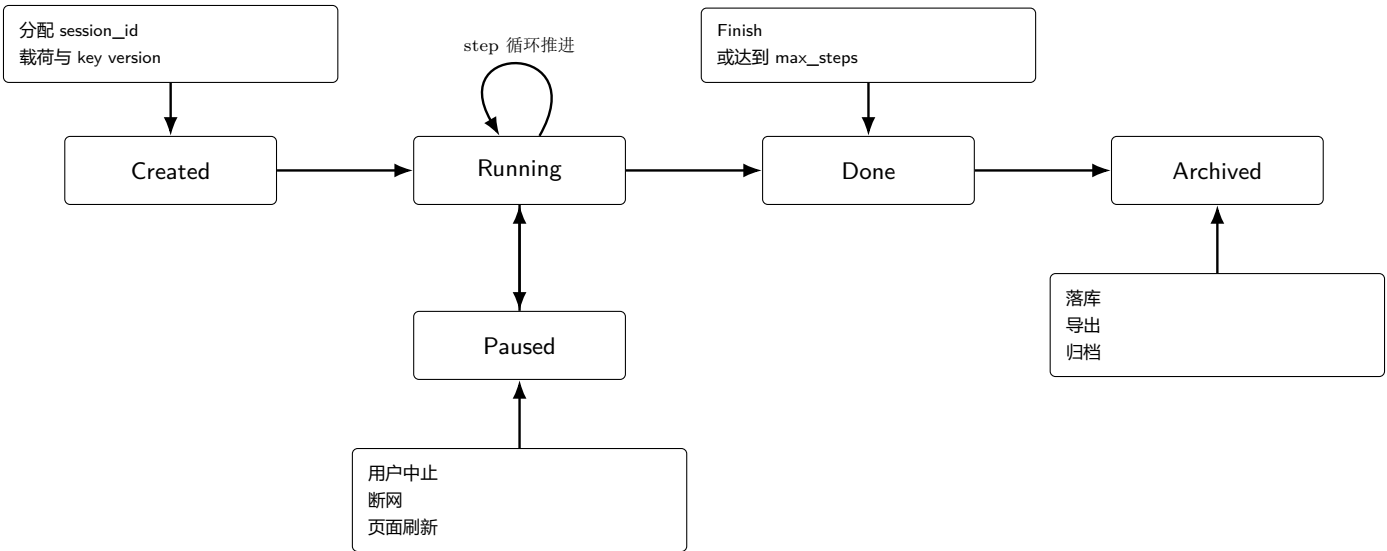 分配 session_id
载荷与 key version
step 循环推进
Finish
或达到 max_steps
Created
Running
Done
Archived
Paused
落库
导出
归档
用户中止
断网
页面刷新